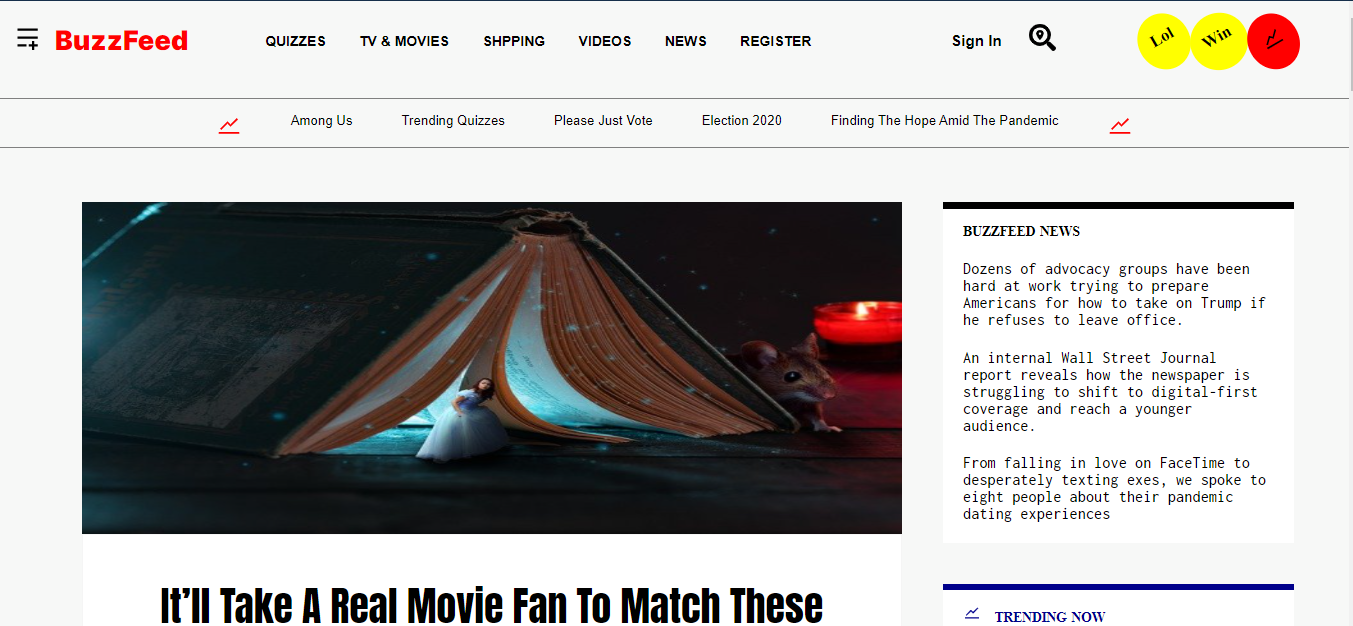 BuzzFeed QUIZZES TV & MOVIES SHPPING VIDEOS NEWS REGISTER Sign In Lol Win
Among Us Trending Quizzes Please Just Vote Election 2020 Finding The Hope Amid The Pandemic
BUZZFEED NEWS
Dozens of advocacy groups have been
hard at work trying to prepare
Americans for how to take on Trump if
he refuses to leave office.
An internal Wall Street Journal
report reveals how the newspaper is
struggling to shift to digital-first
coverage and reach a younger
audience.
From falling in love on FaceTime to
desperately texting exes, we spoke to
eight people about their pandemic
dating experiences
It’ll Take A Real Movie Fan To Match These
TRENDING NOW